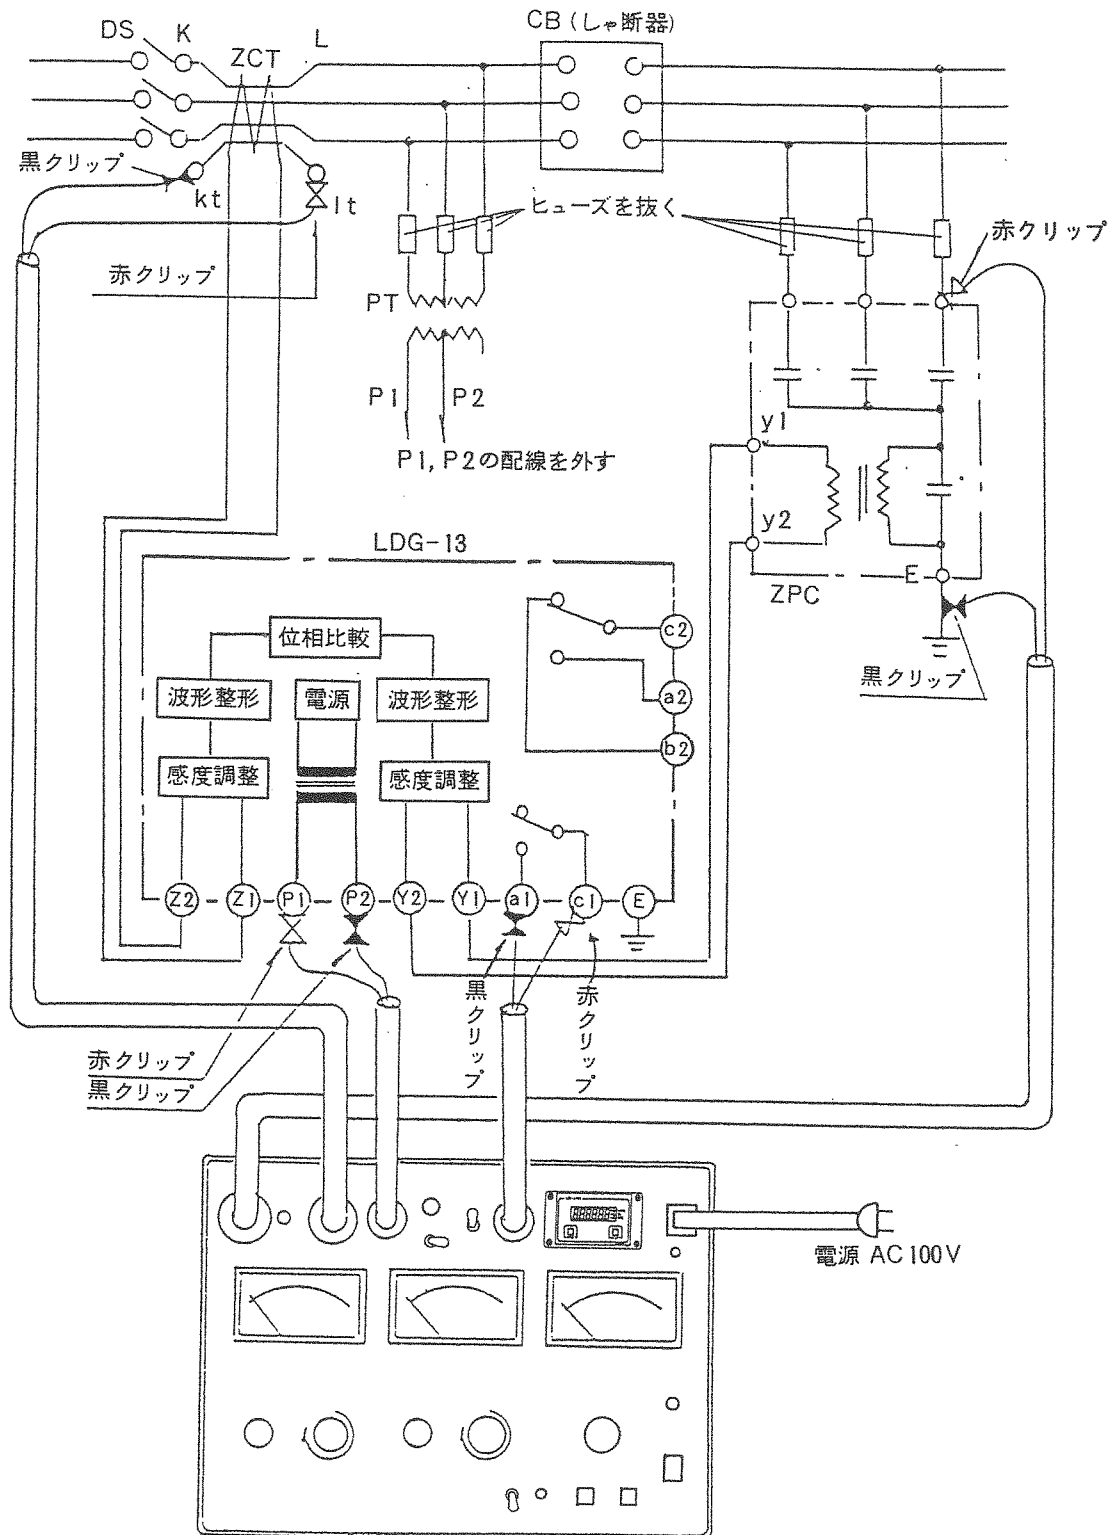 CB (しゃ断器)
DS
K
ZCT
L
黒クリップ
kt
lt
赤クリップ
ヒューズを抜く
赤クリップ
PT
P1
P2
P1, P2の配線を外す
y1
y2
E
ZPC
黒クリップ
LDG-13
位相比較
波形整形
電源
波形整形
感度調整
感度調整
c2
a2
b2
Z2
Z1
P1
P2
Y2
Y1
a1
c1
E
黒クリップ
赤クリップ
赤クリップ
黒クリップ
電源 AC100V